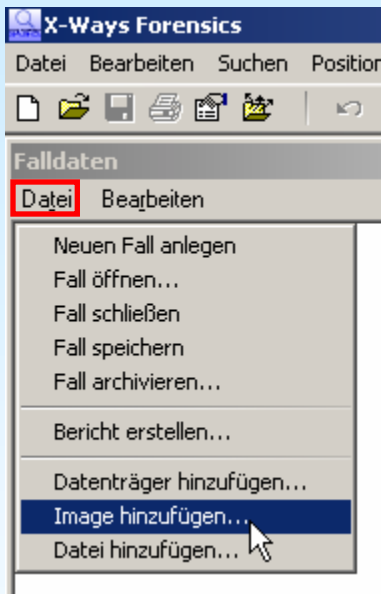 X-Ways Forensics
Datei Bearbeiten Suchen Position
Falldaten
Datei Bearbeiten
Neuen Fall anlegen
Fall öffnen...
Fall schließen
Fall speichern
Fall archivieren...
Bericht erstellen...
Datenträger hinzufügen...
Image hinzufügen...
Datei hinzufügen...